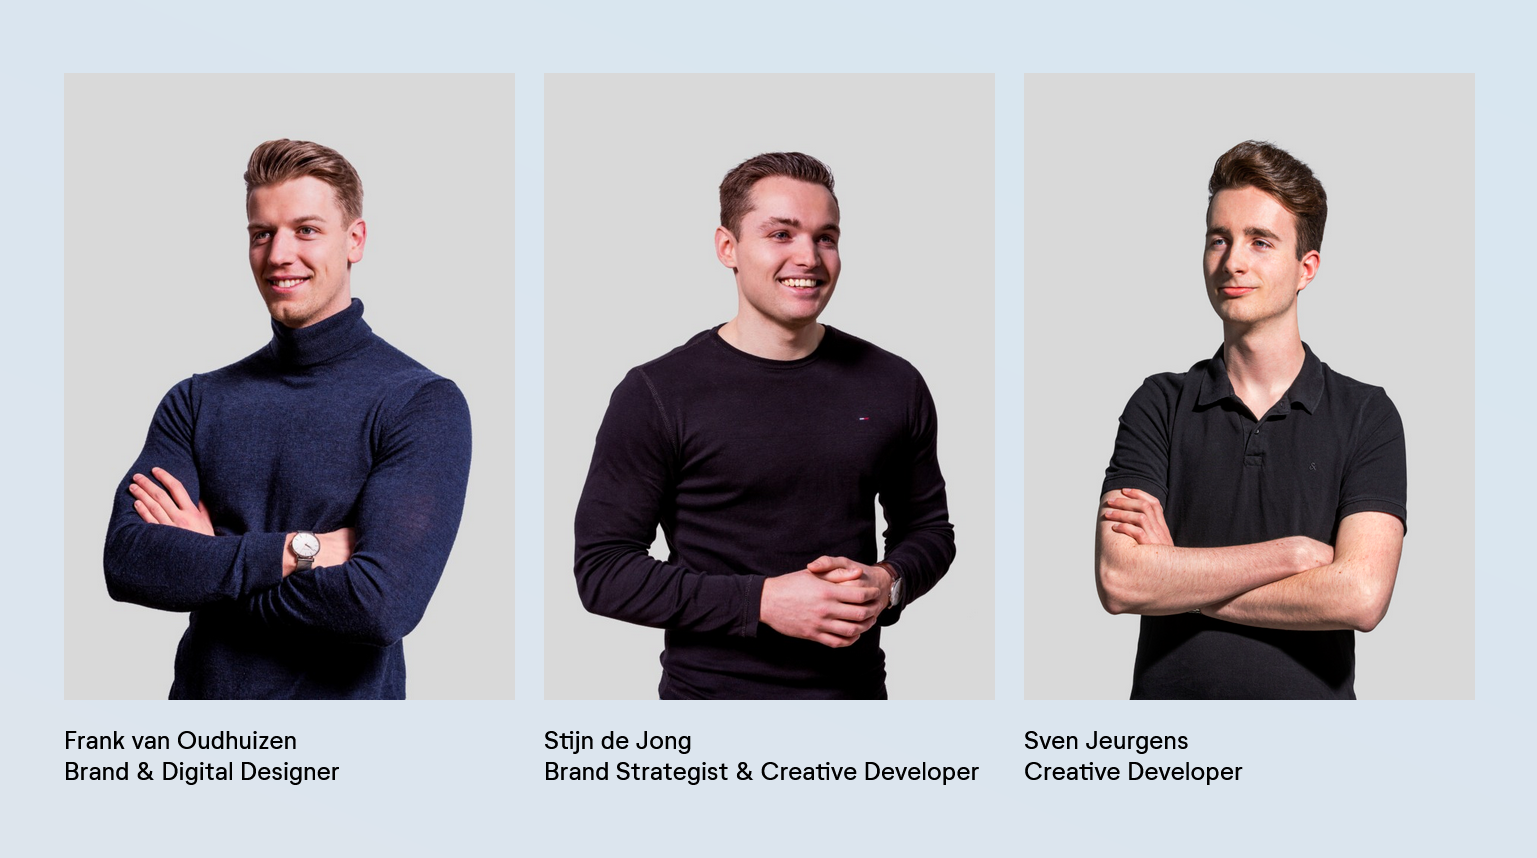 Frank van Oudhuizen
Brand & Digital Designer
Stijn de Jong
Brand Strategist & Creative Developer
Sven Jeurgens
Creative Developer